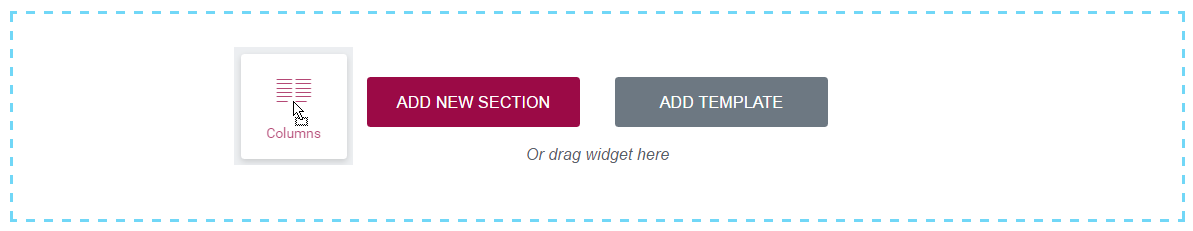 ADD NEW SECTION
ADD TEMPLATE
Columns
Or drag widget here